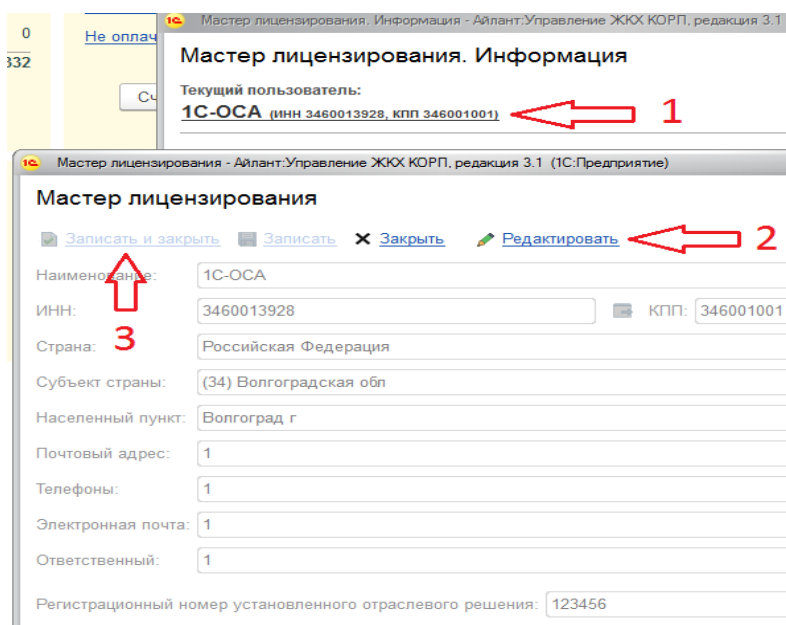 0
Не оплач
332
Сч
1С Мастер лицензирования. Информация - Айлант:Управление ЖКХ КОРП, редакция 3.1
Мастер лицензирования. Информация
Текущий пользователь:
1С-ОСА (ИНН 3460013928, КПП 346001001)
1
1С Мастер лицензирования - Айлант:Управление ЖКХ КОРП, редакция 3.1 (1С:Предприятие)
Мастер лицензирования
Записать и закрыть Записать Закрыть Редактировать
2
Наименование: 1С-ОСА
ИНН: 3460013928 КПП: 346001001
3
Страна: Российская Федерация
Субъект страны: (34) Волгоградская обл
Населенный пункт: Волгоград г
Почтовый адрес: 1
Телефоны: 1
Электронная почта: 1
Ответственный: 1
Регистрационный номер установленного отраслевого решения: 123456